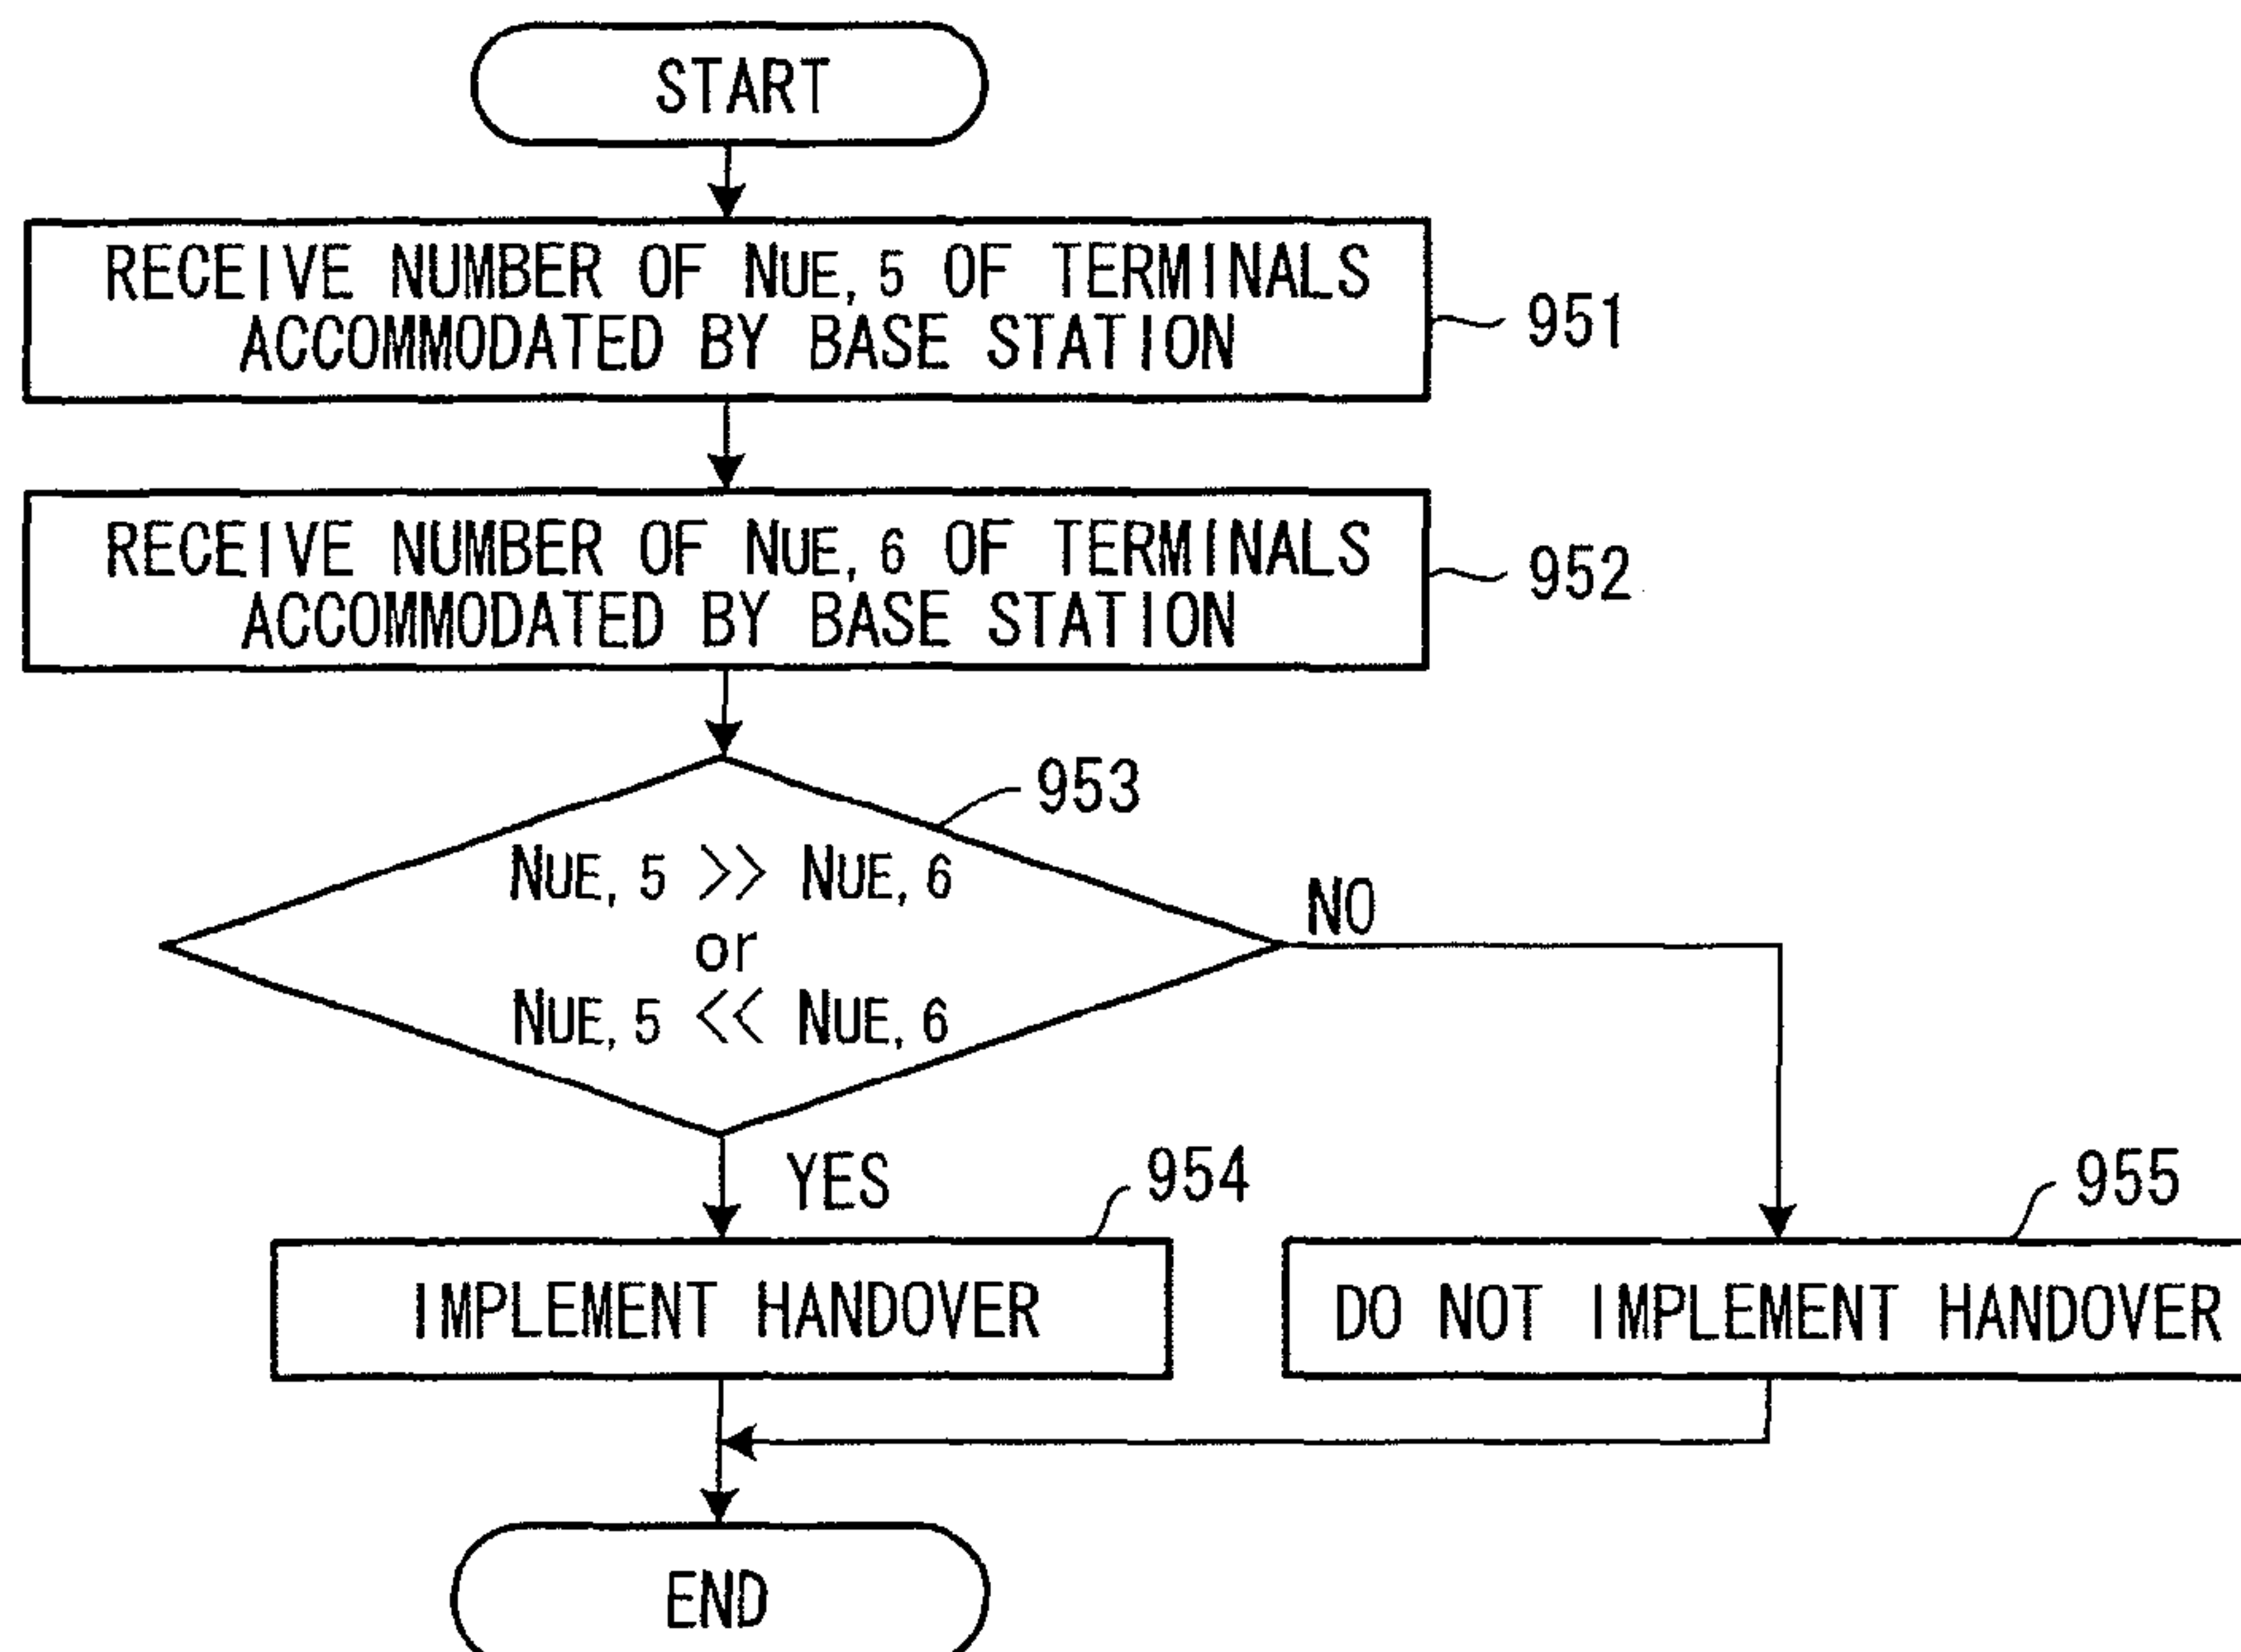 START
RECEIVE NUMBER OF NUE, 5 OF TERMINALS
ACCOMMODATED BY BASE STATION
951
RECEIVE NUMBER OF NUE, 6 OF TERMINALS
ACCOMMODATED BY BASE STATION
952
953
NUE, 5 >> NUE, 6
or
NUE, 5 << NUE, 6
NO
YES
954
955
IMPLEMENT HANDOVER
DO NOT IMPLEMENT HANDOVER
END